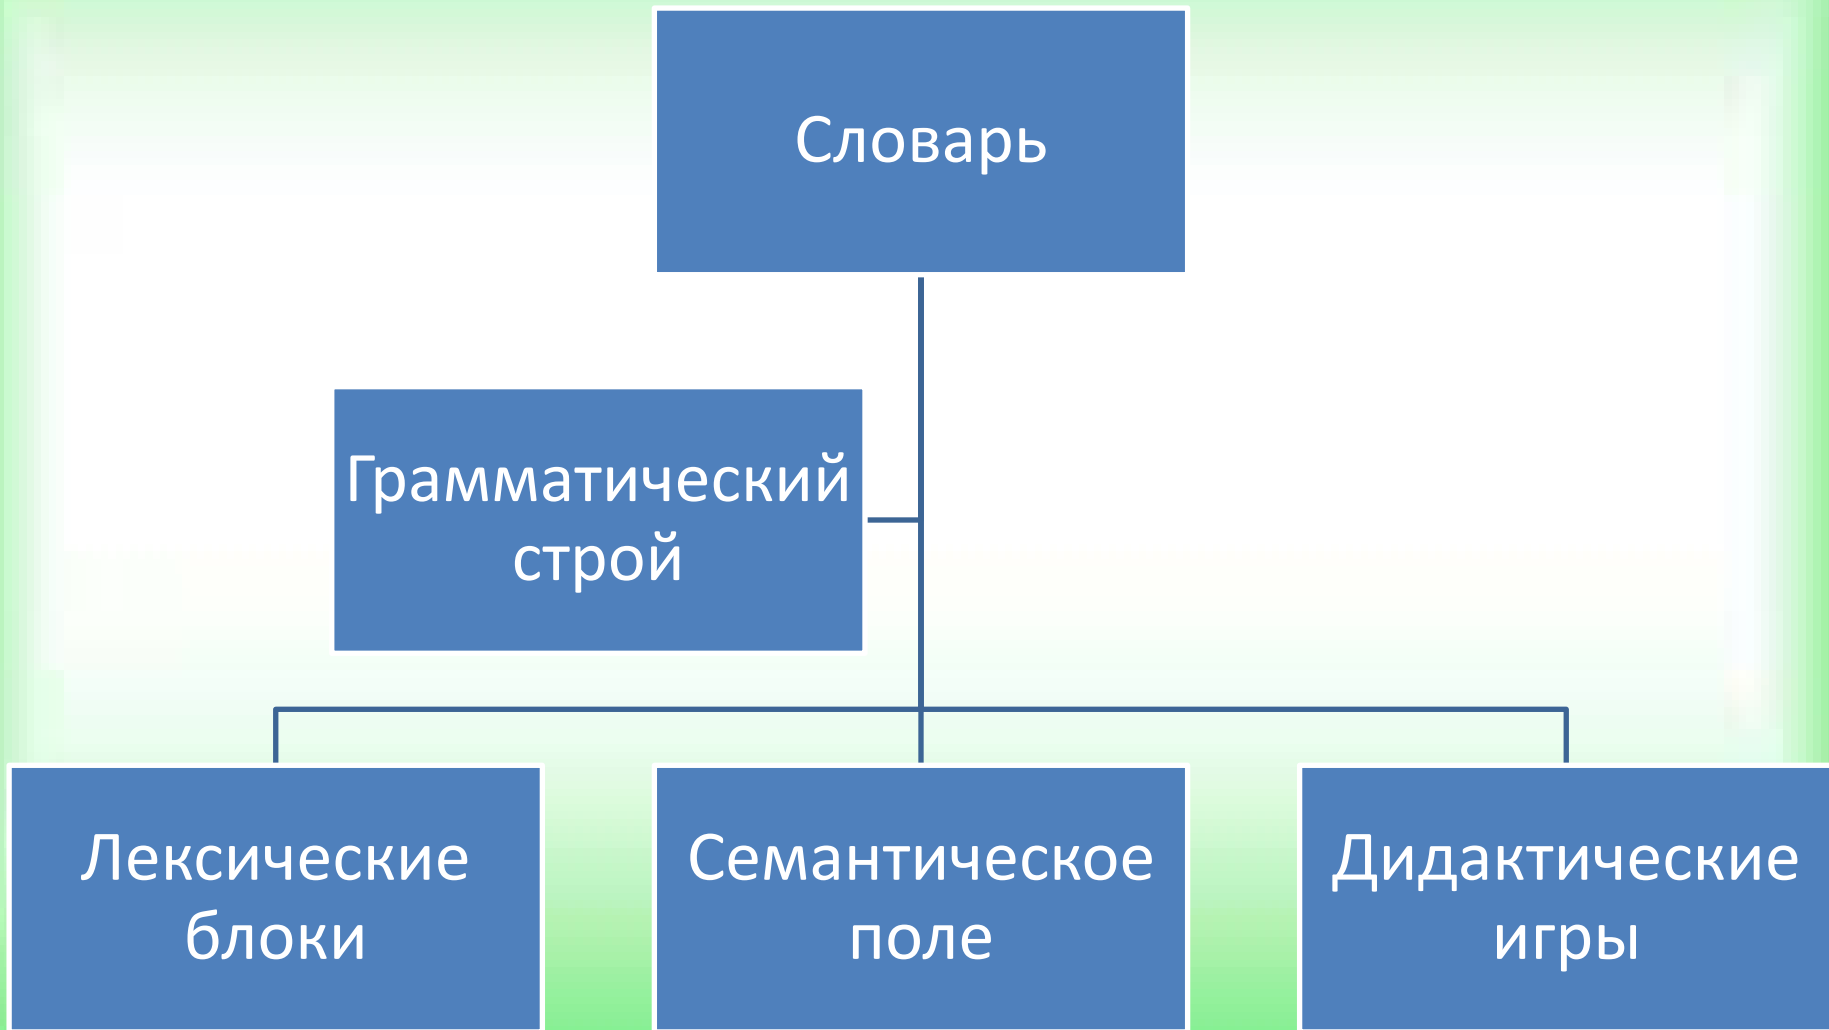 Словарь
Грамматический
строй
Лексические
блоки
Семантическое
поле
Дидактические
игры